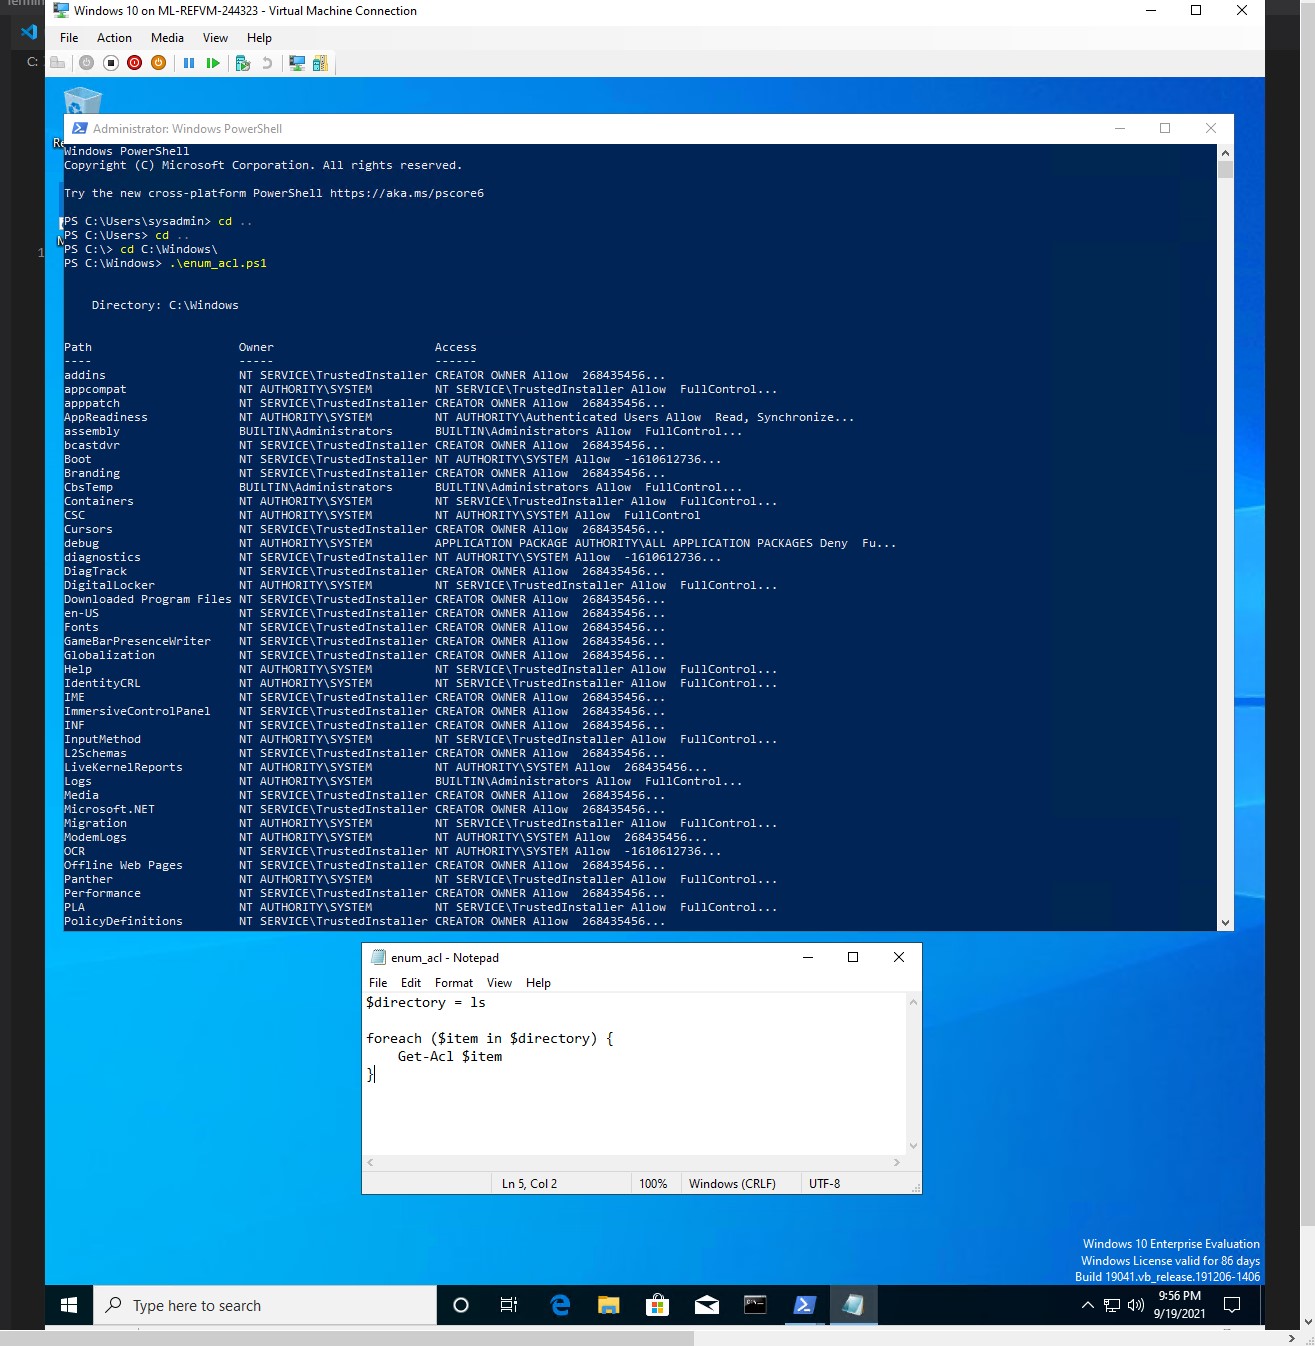 Windows 10 on ML-REFVM-244323 - Virtual Machine Connection
File Action Media View Help
C:
1
Administrator: Windows PowerShell
Windows PowerShell
Copyright (C) Microsoft Corporation. All rights reserved.
Try the new cross-platform PowerShell https://aka.ms/pscore6
PS C:\Users\sysadmin> cd ..
PS C:\Users> cd ..
PS C:\> cd C:\Windows\
PS C:\Windows> .\enum_acl.ps1
Directory: C:\Windows
Path Owner Access
---- ----- ------
addins NT SERVICE\TrustedInstaller CREATOR OWNER Allow 268435456...
appcompat NT AUTHORITY\SYSTEM NT SERVICE\TrustedInstaller Allow FullControl...
apppatch NT SERVICE\TrustedInstaller CREATOR OWNER Allow 268435456...
AppReadiness NT AUTHORITY\SYSTEM NT AUTHORITY\Authenticated Users Allow Read, Synchronize...
assembly BUILTIN\Administrators BUILTIN\Administrators Allow FullControl...
bcastdvr NT SERVICE\TrustedInstaller CREATOR OWNER Allow 268435456...
Boot NT SERVICE\TrustedInstaller NT AUTHORITY\SYSTEM Allow -1610612736...
Branding NT SERVICE\TrustedInstaller CREATOR OWNER Allow 268435456...
CbsTemp BUILTIN\Administrators BUILTIN\Administrators Allow FullControl...
Containers NT AUTHORITY\SYSTEM NT SERVICE\TrustedInstaller Allow FullControl...
CSC NT AUTHORITY\SYSTEM NT AUTHORITY\SYSTEM Allow FullControl
Cursors NT SERVICE\TrustedInstaller CREATOR OWNER Allow 268435456...
debug NT AUTHORITY\SYSTEM APPLICATION PACKAGE AUTHORITY\ALL APPLICATION PACKAGES Deny Fu...
diagnostics NT SERVICE\TrustedInstaller NT AUTHORITY\SYSTEM Allow -1610612736...
DiagTrack NT SERVICE\TrustedInstaller CREATOR OWNER Allow 268435456...
DigitalLocker NT AUTHORITY\SYSTEM NT SERVICE\TrustedInstaller Allow FullControl...
Downloaded Program Files NT SERVICE\TrustedInstaller CREATOR OWNER Allow 268435456...
en-US NT SERVICE\TrustedInstaller CREATOR OWNER Allow 268435456...
Fonts NT SERVICE\TrustedInstaller CREATOR OWNER Allow 268435456...
GameBarPresenceWriter NT SERVICE\TrustedInstaller CREATOR OWNER Allow 268435456...
Globalization NT SERVICE\TrustedInstaller CREATOR OWNER Allow 268435456...
Help NT AUTHORITY\SYSTEM NT SERVICE\TrustedInstaller Allow FullControl...
IdentityCRL NT AUTHORITY\SYSTEM NT SERVICE\TrustedInstaller Allow FullControl...
IME NT SERVICE\TrustedInstaller CREATOR OWNER Allow 268435456...
ImmersiveControlPanel NT SERVICE\TrustedInstaller CREATOR OWNER Allow 268435456...
INF NT SERVICE\TrustedInstaller CREATOR OWNER Allow 268435456...
InputMethod NT AUTHORITY\SYSTEM NT SERVICE\TrustedInstaller Allow FullControl...
L2Schemas NT SERVICE\TrustedInstaller CREATOR OWNER Allow 268435456...
LiveKernelReports NT AUTHORITY\SYSTEM NT AUTHORITY\SYSTEM Allow 268435456...
Logs NT AUTHORITY\SYSTEM BUILTIN\Administrators Allow FullControl...
Media NT SERVICE\TrustedInstaller CREATOR OWNER Allow 268435456...
Microsoft.NET NT SERVICE\TrustedInstaller CREATOR OWNER Allow 268435456...
Migration NT AUTHORITY\SYSTEM NT SERVICE\TrustedInstaller Allow FullControl...
ModemLogs NT AUTHORITY\SYSTEM NT AUTHORITY\SYSTEM Allow 268435456...
OCR NT SERVICE\TrustedInstaller NT AUTHORITY\SYSTEM Allow -1610612736...
Offline Web Pages NT SERVICE\TrustedInstaller CREATOR OWNER Allow 268435456...
Panther NT AUTHORITY\SYSTEM NT SERVICE\TrustedInstaller Allow FullControl...
Performance NT SERVICE\TrustedInstaller CREATOR OWNER Allow 268435456...
PLA NT AUTHORITY\SYSTEM NT SERVICE\TrustedInstaller Allow FullControl...
PolicyDefinitions NT SERVICE\TrustedInstaller CREATOR OWNER Allow 268435456...
enum_acl - Notepad
File Edit Format View Help
$directory = ls
foreach ($item in $directory) {
Get-Acl $item
}
Ln 5, Col 2 100% Windows (CRLF) UTF-8
Windows 10 Enterprise Evaluation
Windows License valid for 86 days
Build 19041.vb_release.191206-1406
Type here to search
9:56 PM
9/19/2021